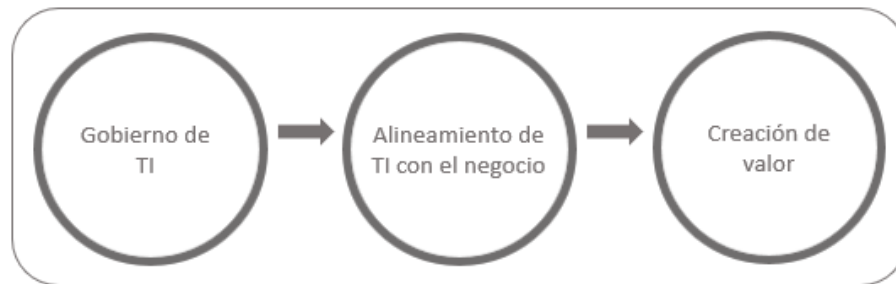 Gobierno de
TI
Alineamiento de
TI con el negocio
Creación de
valor